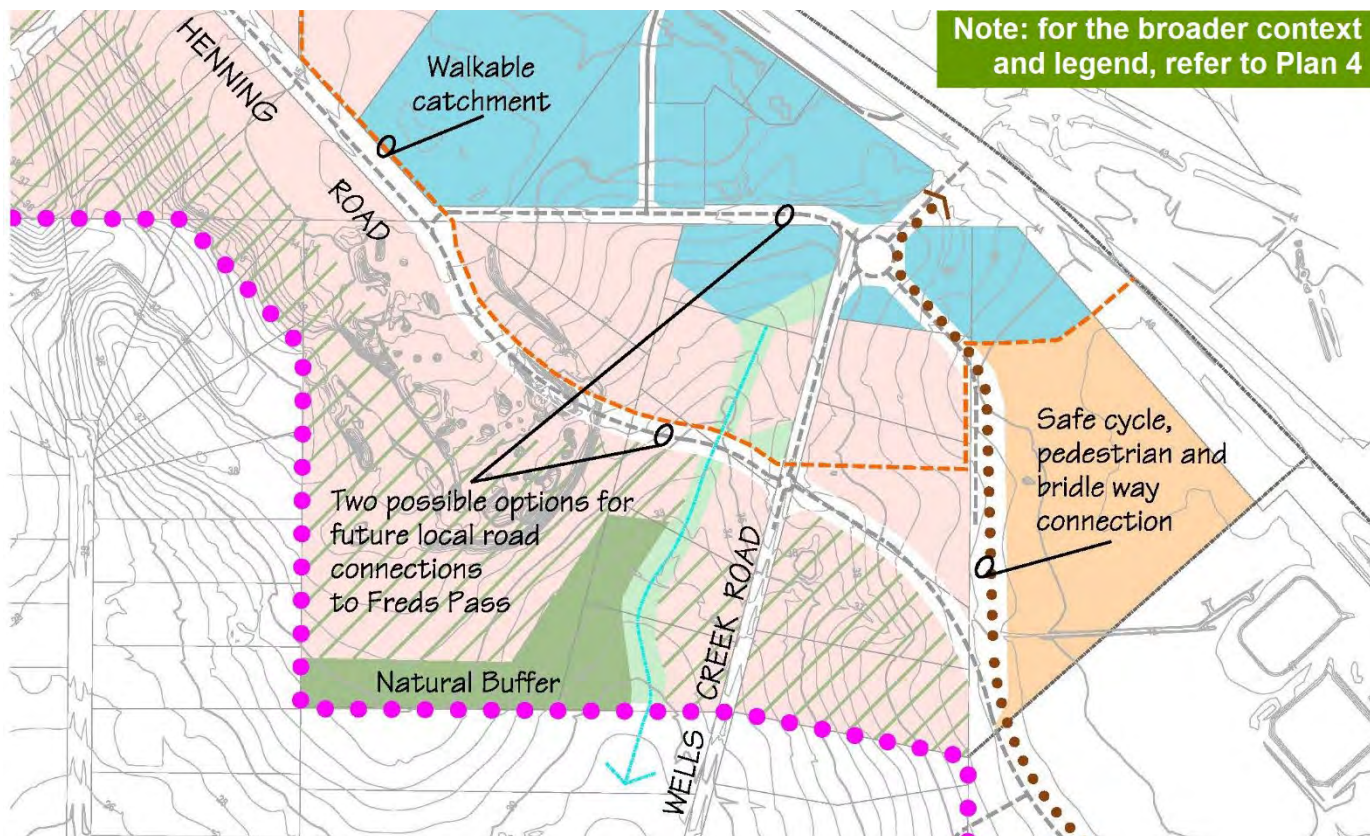 Note: for the broader context
and legend, refer to Plan 4
HENNING
ROAD
Walkable
catchment
Safe cycle,
pedestrian and
bridle way
connection
Two possible options for
future local road
connections
to Freds Pass
Natural Buffer
WELLS CREEK ROAD